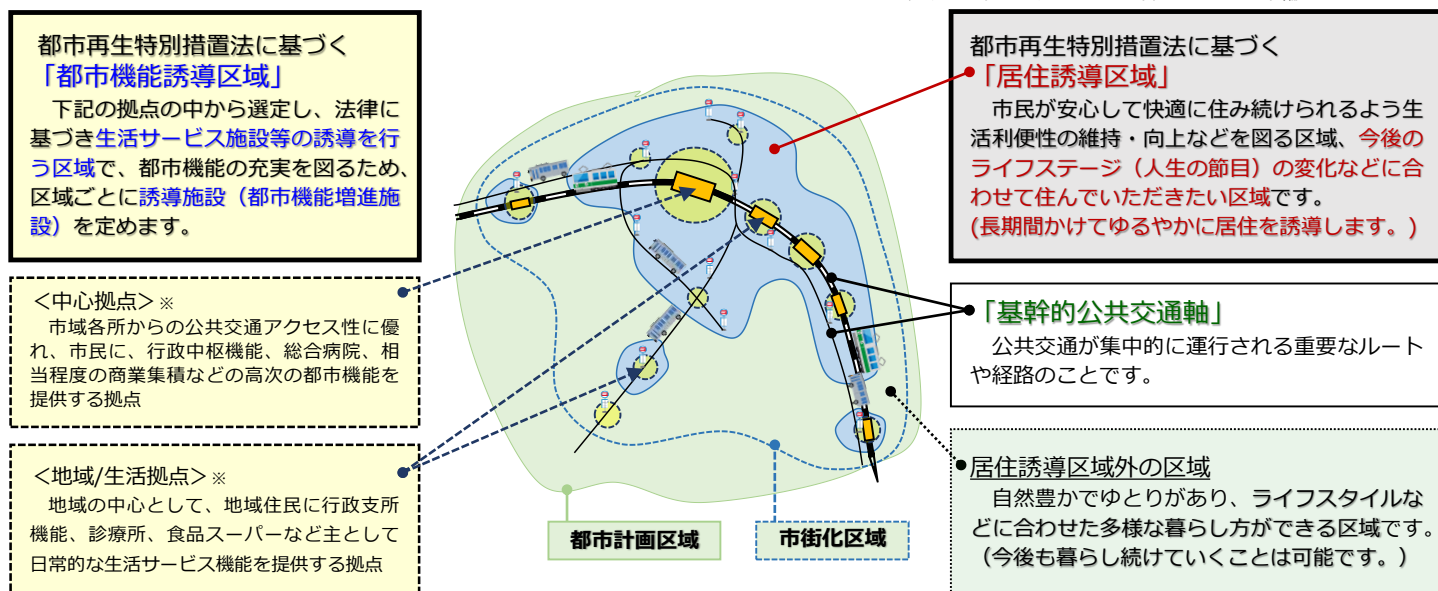 都市再生特別措置法に基づく
「都市機能誘導区域」
下記の拠点の中から選定し、法律に
基づき生活サービス施設等の誘導を行
う区域で、都市機能の充実を図るため、
区域ごとに誘導施設（都市機能増進施
設）を定めます。
＜中心拠点＞※
市域各所からの公共交通アクセス性に優
れ、市民に、行政中枢機能、総合病院、相
当程度の商業集積などの高次の都市機能を
提供する拠点
＜地域/生活拠点＞※
地域の中心として、地域住民に行政支所
機能、診療所、食品スーパーなど主として
日常的な生活サービス機能を提供する拠点
都市計画区域
市街化区域
都市再生特別措置法に基づく
「居住誘導区域」
市民が安心して快適に住み続けられるよう生
活利便性の維持・向上などを図る区域、今後の
ライフステージ（人生の節目）の変化などに合
わせて住んでいただきたい区域です。
(長期間かけてゆるやかに居住を誘導します。)
「基幹的公共交通軸」
公共交通が集中的に運行される重要なルート
や経路のことです。
居住誘導区域外の区域
自然豊かでゆとりがあり、ライフスタイルな
どに合わせた多様な暮らし方ができる区域です。
（今後も暮らし続けていくことは可能です。）